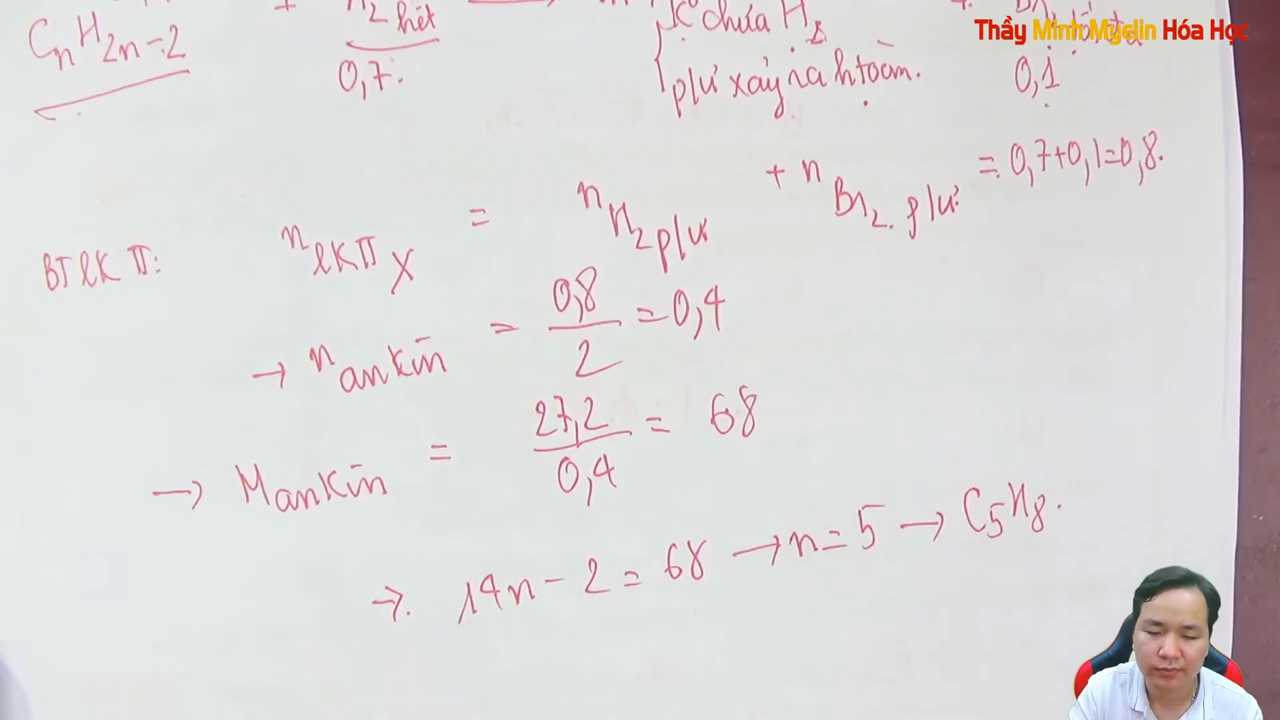 Thầy Minh Myelin Hóa Học
CnH2n-2 + H2 hết
0,7
K° chứa H2
p/ư xảy ra htoàn.
0,1
BT lK π: n lKπ X = n H2 p/ư + n Br2 p/ư = 0,7+0,1=0,8.
→ n ankin = 0,8/2 = 0,4
→ M ankin = 27,2/0,4 = 68
→. 14n - 2 = 68 → n = 5 → C5H8.